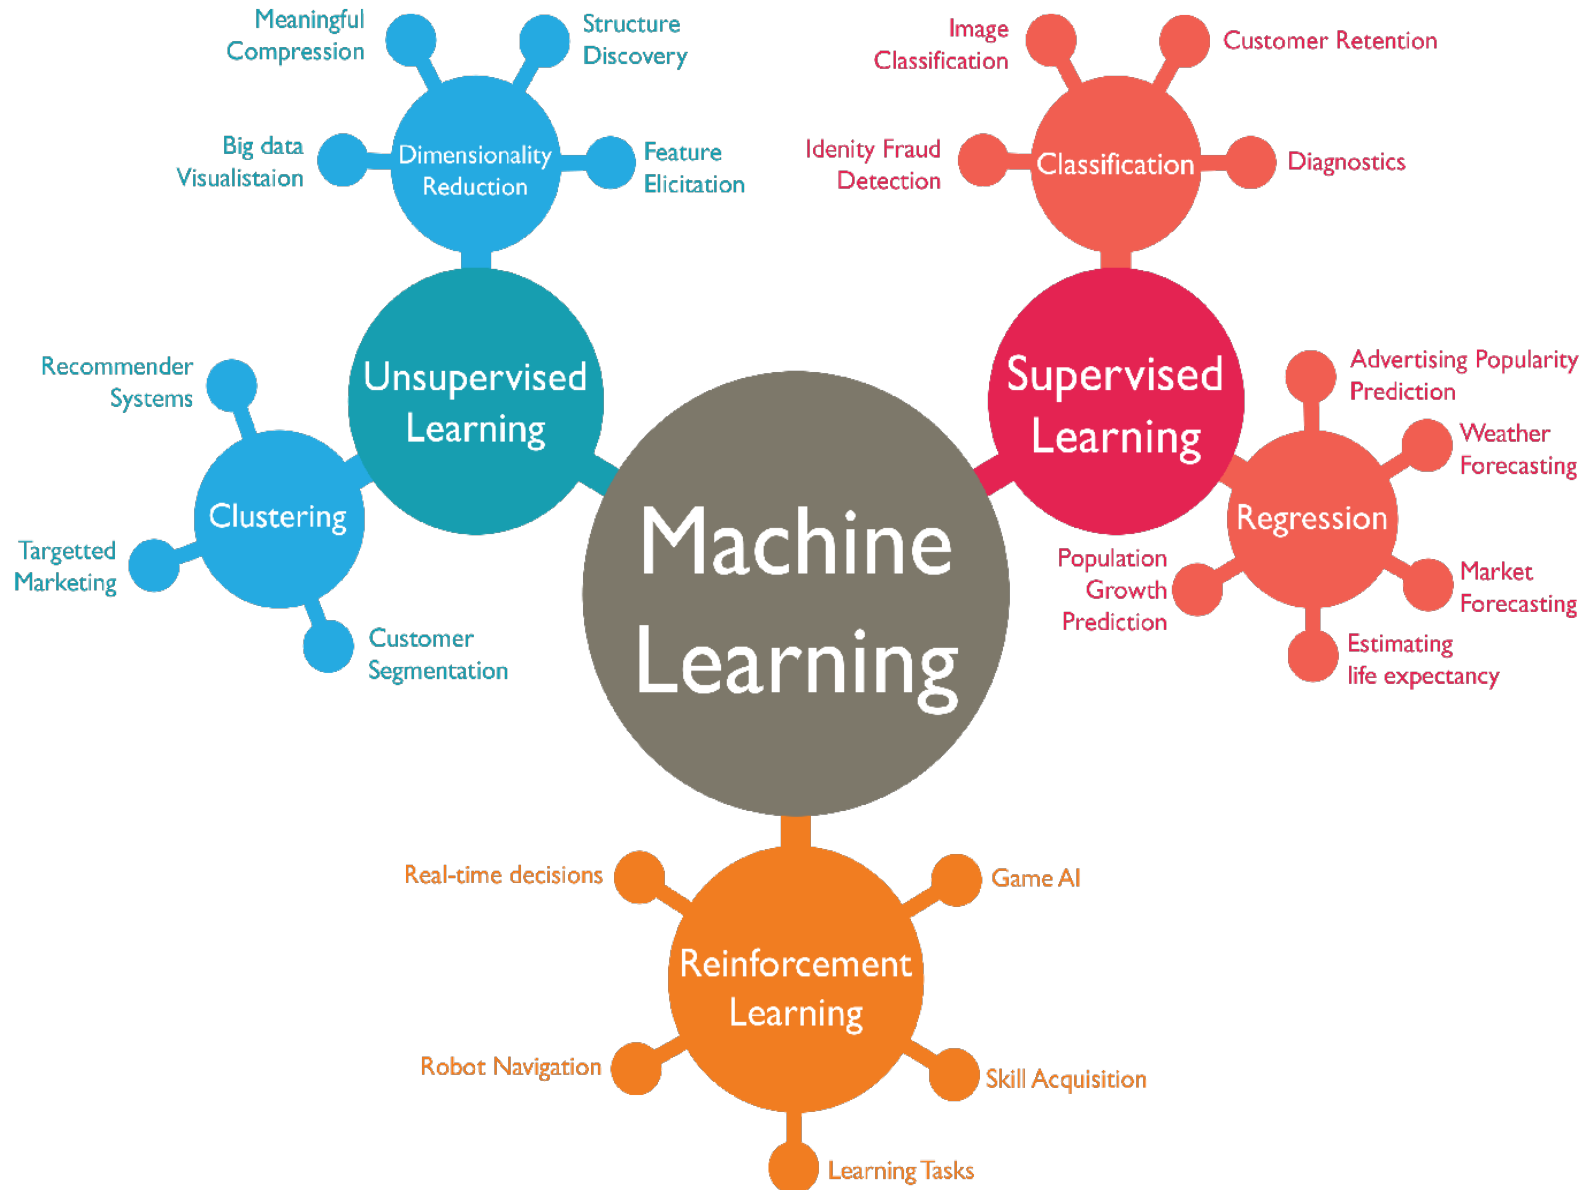 Meaningful
Compression
Structure
Discovery
Big data
Visualistaion
Dimensionality
Reduction
Feature
Elicitation
Image
Classification
Customer Retention
Idenity Fraud
Detection
Classification
Diagnostics
Unsupervised
Learning
Supervised
Learning
Recommender
Systems
Clustering
Targetted
Marketing
Customer
Segmentation
Machine
Learning
Advertising Popularity
Prediction
Weather
Forecasting
Regression
Population
Growth
Prediction
Market
Forecasting
Estimating
life expectancy
Real-time decisions
Game AI
Reinforcement
Learning
Robot Navigation
Skill Acquisition
Learning Tasks